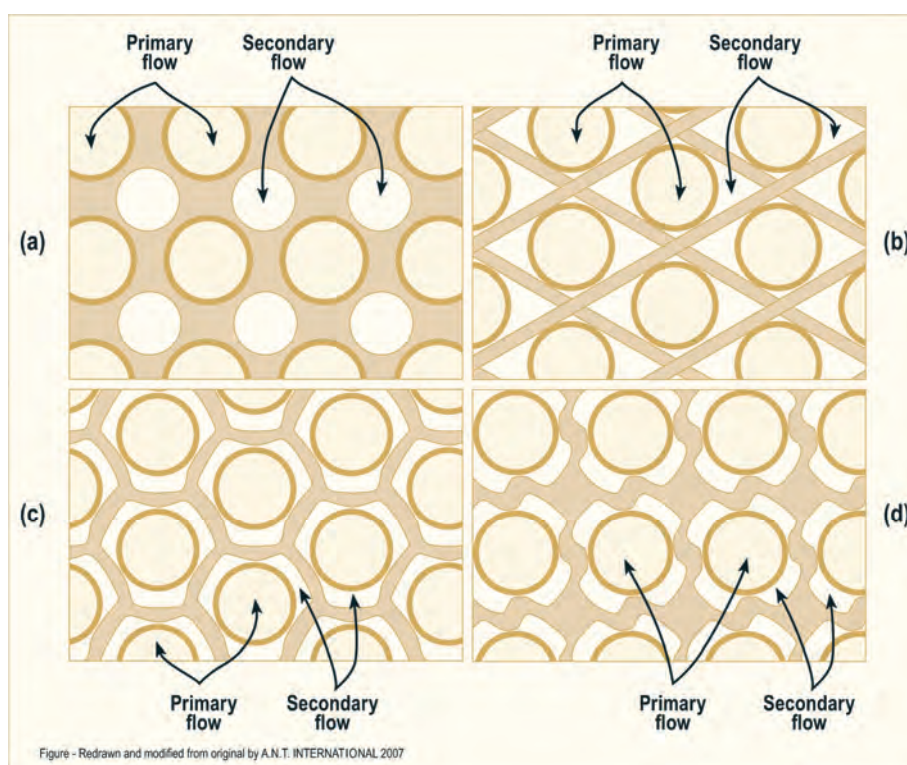 Primary
flow
Secondary
flow
Primary
flow
Secondary
flow
(a)
(b)
(c)
(d)
Primary
flow
Secondary
flow
Primary
flow
Secondary
flow
Figure - Redrawn and modified from original by A.N.T. INTERNATIONAL 2007